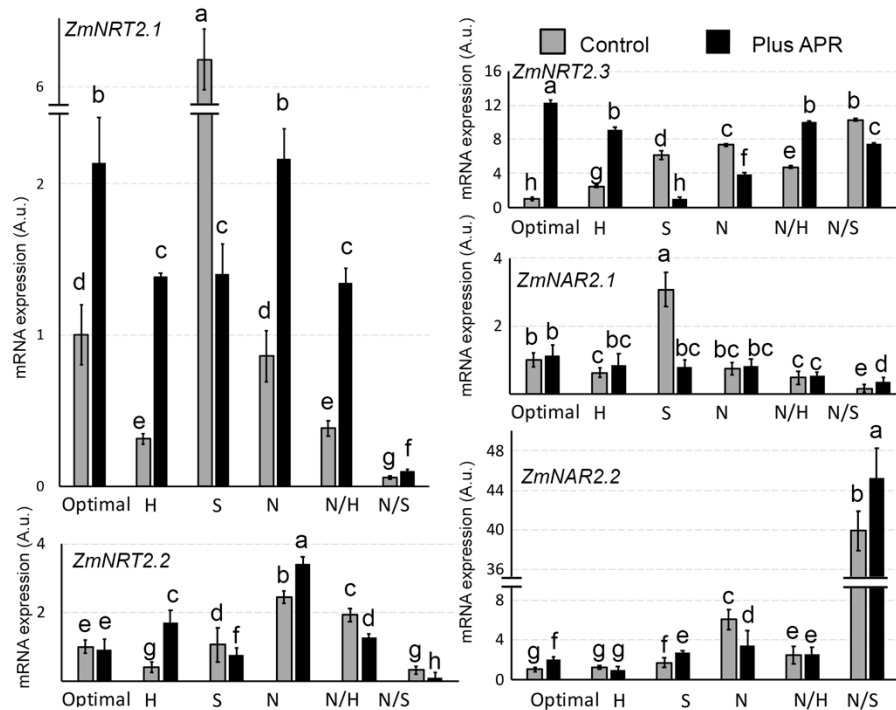 ZmNRT2.1
mRNA expression (A.u.)
6
2
1
0
d b e c a c d b e c g f
Optimal H S N N/H N/S
ZmNRT2.2
mRNA expression (A.u.)
4
2
0
e e g c d f b a c d g h
Optimal H S N N/H N/S
Control Plus APR
ZmNRT2.3
mRNA expression (A.u.)
16
12
8
4
0
h a g b d h c f e b b c
Optimal H S N N/H N/S
ZmNAR2.1
mRNA expression (A.u.)
4
2
0
b b c bc a bc bc bc c c e d
Optimal H S N N/H N/S
ZmNAR2.2
mRNA expression (A.u.)
48
44
40
36
8
4
0
g f g g f e c d e e b a
Optimal H S N N/H N/S